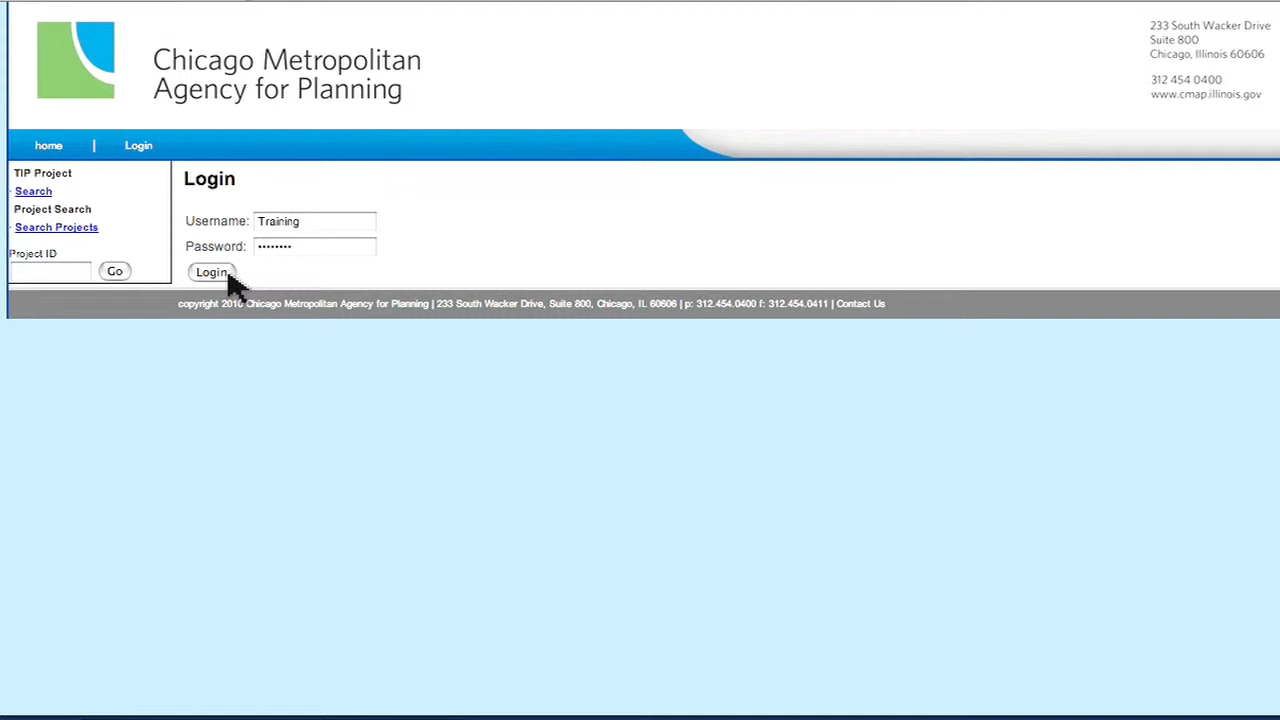 Chicago Metropolitan
Agency for Planning
233 South Wacker Drive
Suite 800
Chicago, Illinois 60606
312 454 0400
www.cmap.illinois.gov
home | Login
TIP Project
Search
Project Search
Search Projects
Project ID
Go
Login
Username: Training
Password: ••••••••
Login
copyright 2010 Chicago Metropolitan Agency for Planning | 233 South Wacker Drive, Suite 800, Chicago, IL 60606 | p: 312.454.0400 f: 312.454.0411 | Contact Us